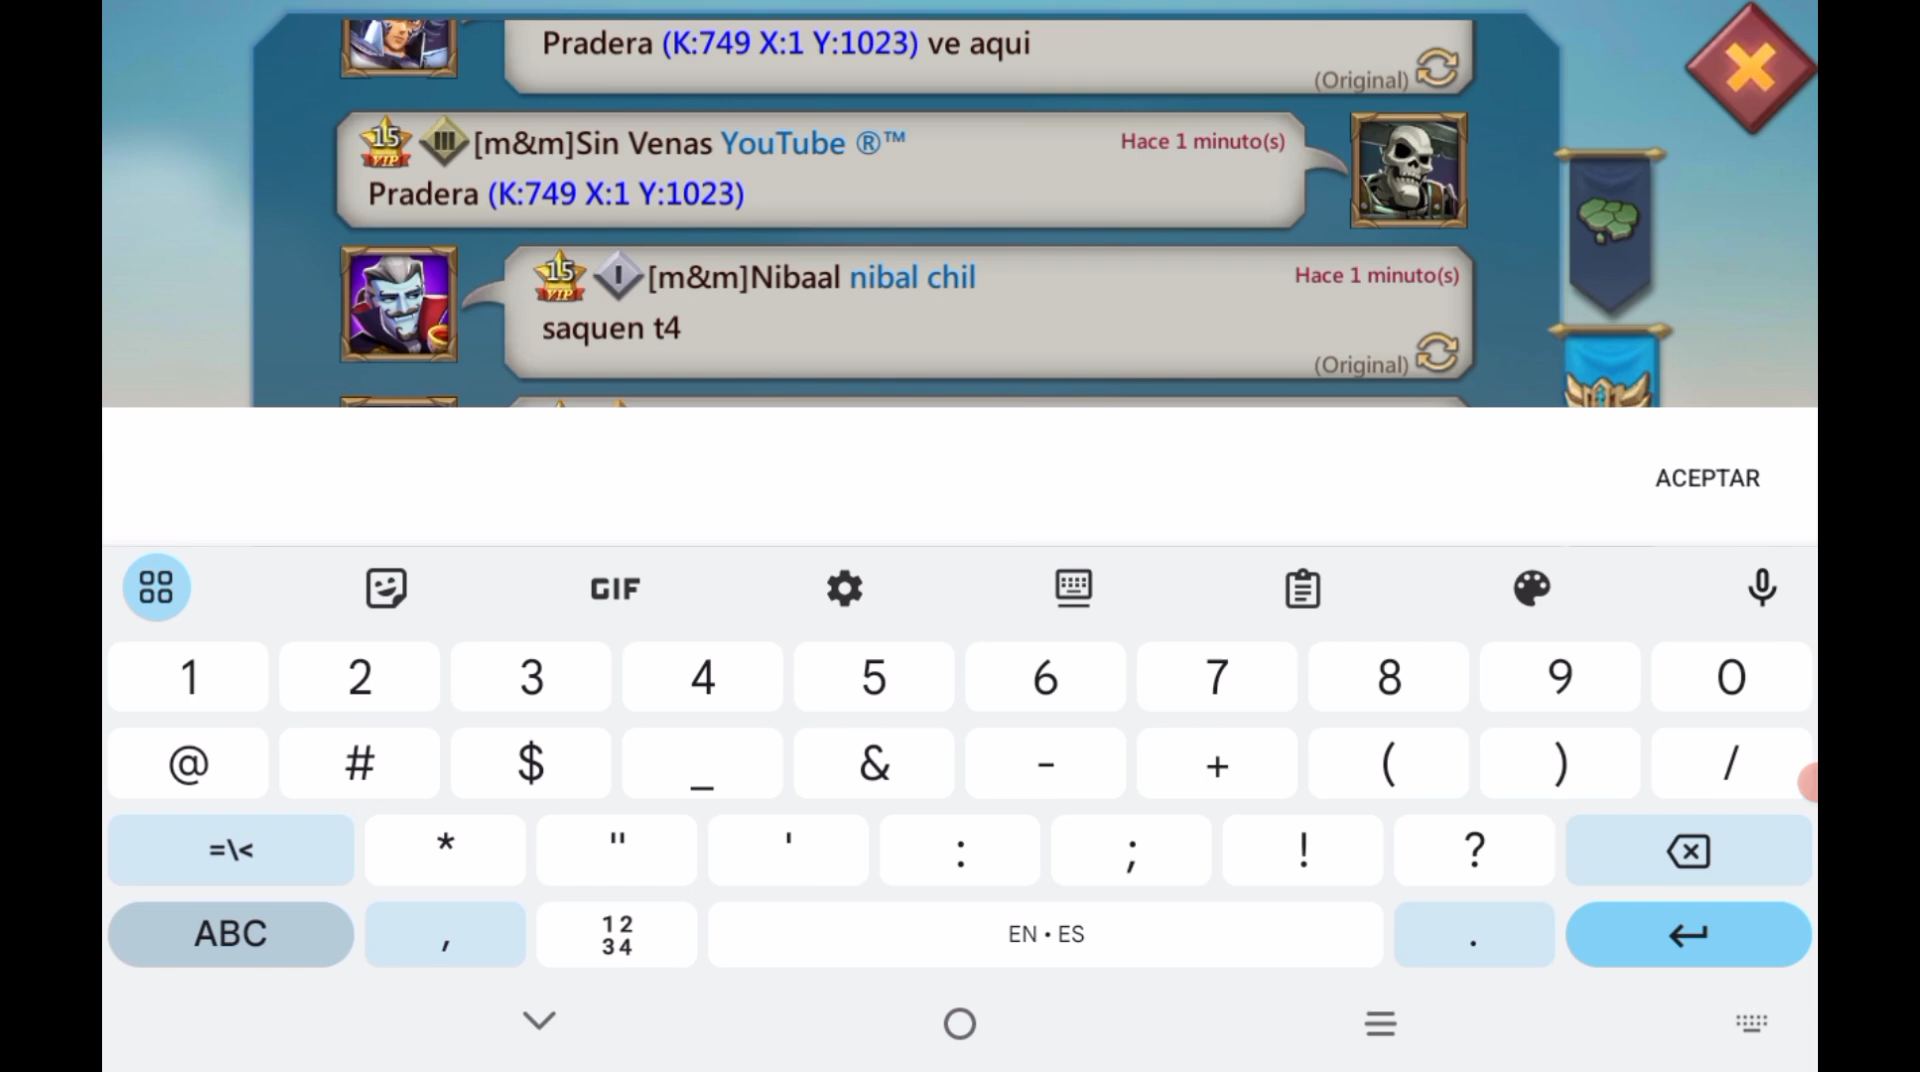 Pradera (K:749 X:1 Y:1023) ve aqui
(Original)
15 VIP III [m&m]Sin Venas YouTube ®™ Hace 1 minuto(s)
Pradera (K:749 X:1 Y:1023)
15 VIP I [m&m]Nibaal nibal chil Hace 1 minuto(s)
saquen t4
(Original)
ACEPTAR
GIF
1 2 3 4 5 6 7 8 9 0
@ # $ _ & - + ( ) /
=\< * " ' : ; ! ?
ABC , 12 EN • ES .
34